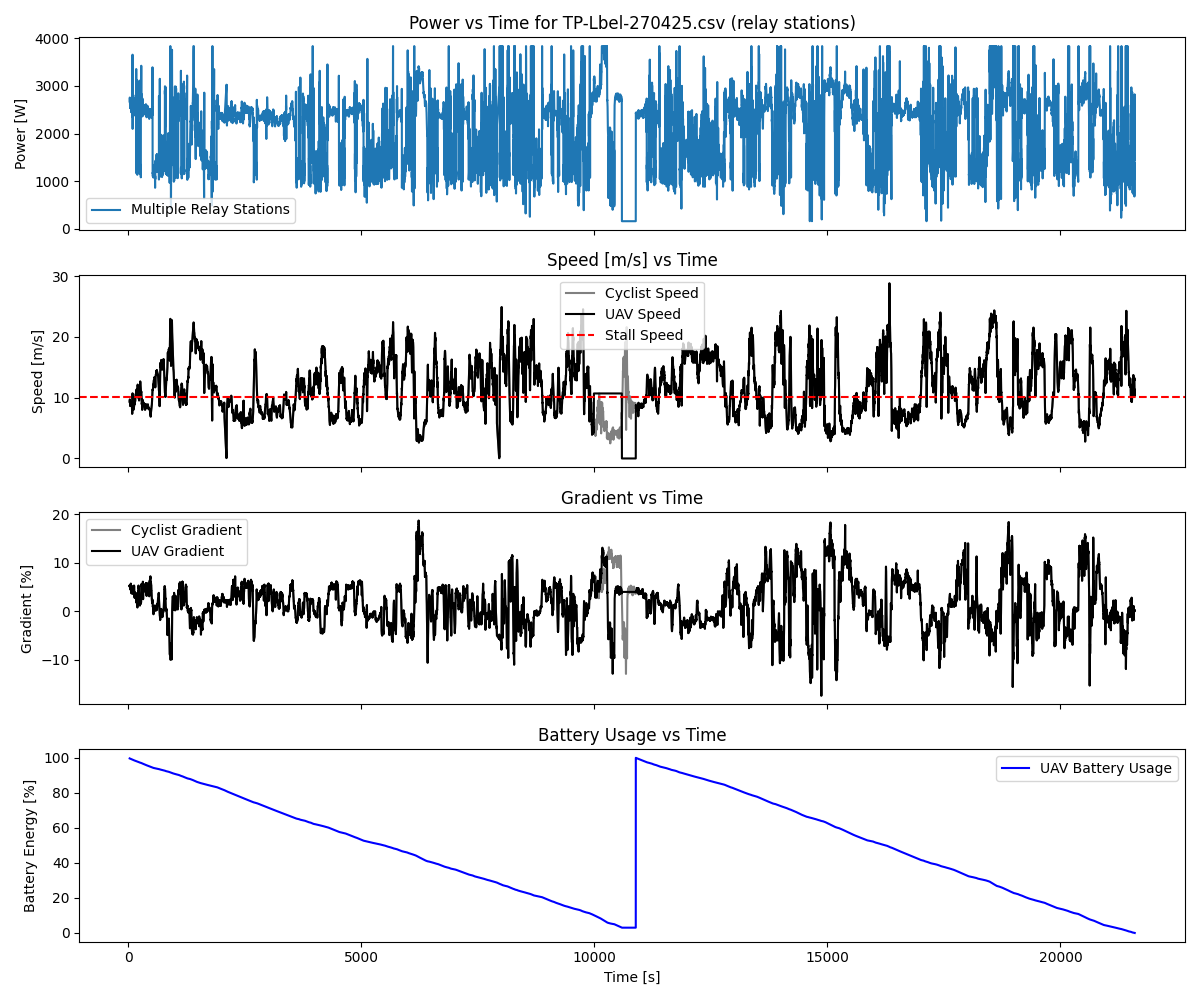 Power vs Time for TP-Lbel-270425.csv (relay stations)
4000
3000
2000
1000
0
Power [W]
Multiple Relay Stations
Speed [m/s] vs Time
30
20
10
0
Speed [m/s]
Cyclist Speed
UAV Speed
Stall Speed
Gradient vs Time
20
10
0
−10
Gradient [%]
Cyclist Gradient
UAV Gradient
Battery Usage vs Time
100
80
60
40
20
0
Battery Energy [%]
UAV Battery Usage
0 5000 10000 15000 20000
Time [s]